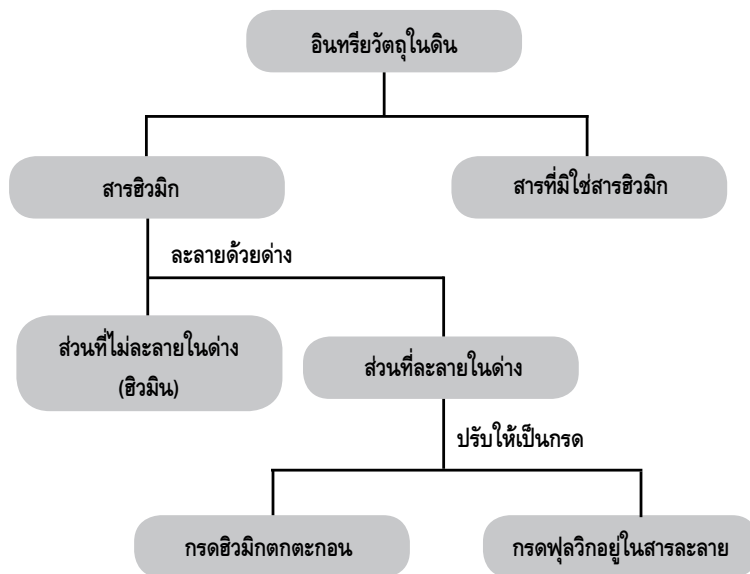 อินทรียวัตถุในดิน
สารฮิวมิก
สารที่มิใช่สารฮิวมิก
ละลายด้วยด่าง
ส่วนที่ไม่ละลายในด่าง
(ฮิวมิน)
ส่วนที่ละลายในด่าง
ปรับให้เป็นกรด
กรดฮิวมิกตกตะกอน
กรดฟุลวิกอยู่ในสารละลาย